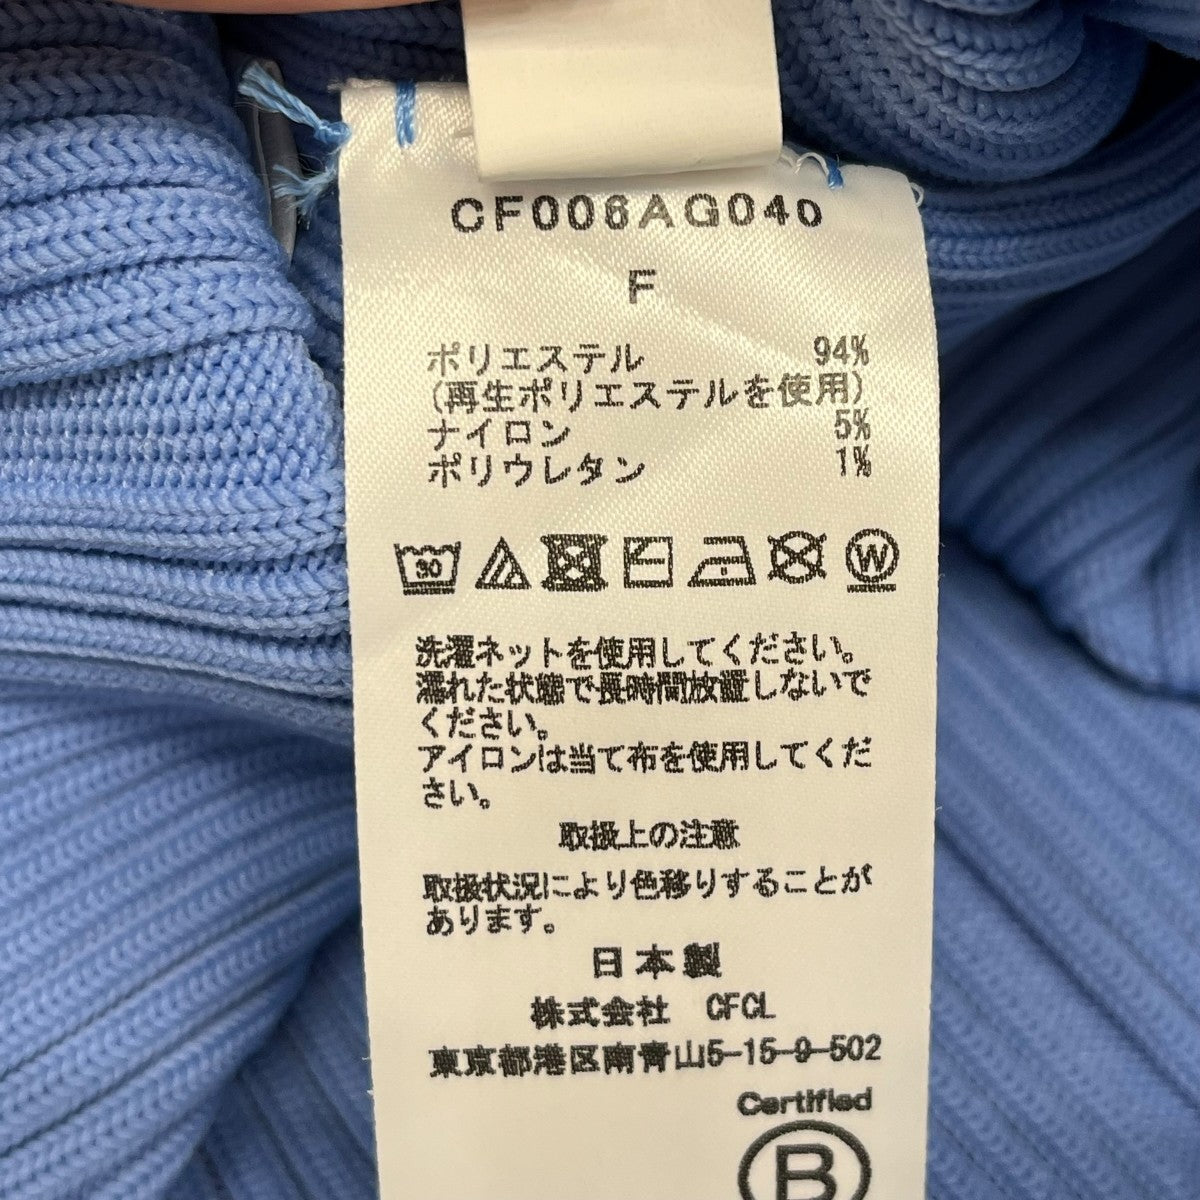 CF006AG040
F
ポリエステル 94%
(再生ポリエステルを使用)
ナイロン 5%
ポリウレタン 1%
30 W
洗濯ネットを使用してください。
濡れた状態で長時間放置しないで
ください。
アイロンは当て布を使用してくだ
さい。
取扱上の注意
取扱状況により色移りすることが
あります。
日本製
株式会社 CFCL
東京都港区南青山5-15-9-502
Certified
B